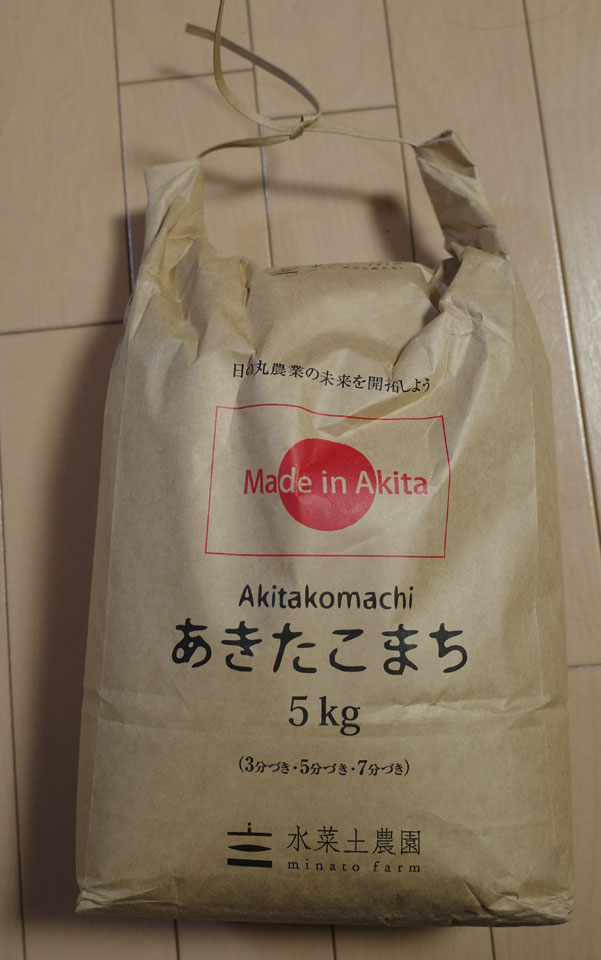 日の丸農業の未来を開拓しよう
Made in Akita
Akitakomachi
あきたこまち
5kg
(3分づき・5分づき・7分づき)
水菜土農園
minato farm